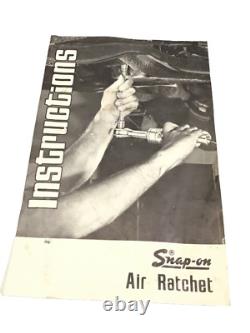 Instructions
Snap-on®
Air Ratchet